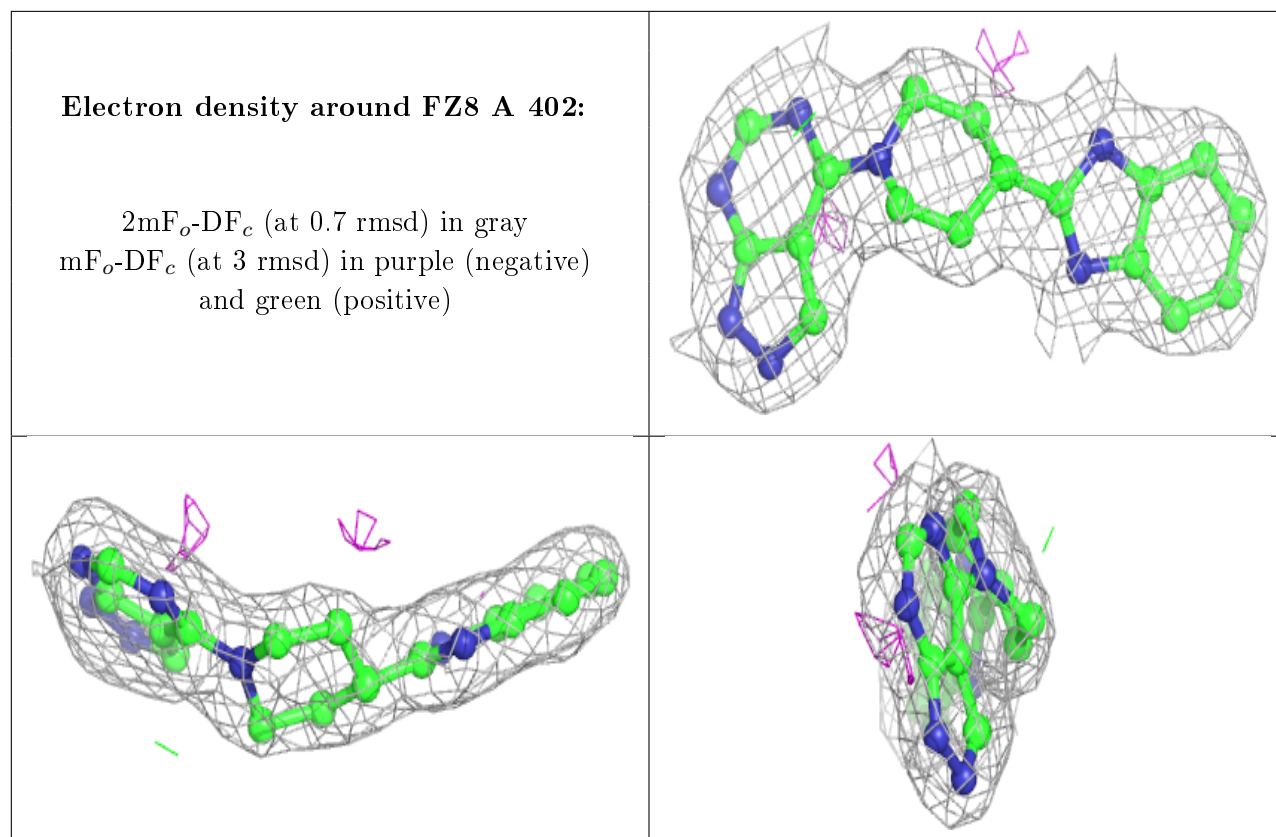 Electron density around FZ8 A 402:
2mFₒ-DF𝒸 (at 0.7 rmsd) in gray
mFₒ-DF𝒸 (at 3 rmsd) in purple (negative)
and green (positive)